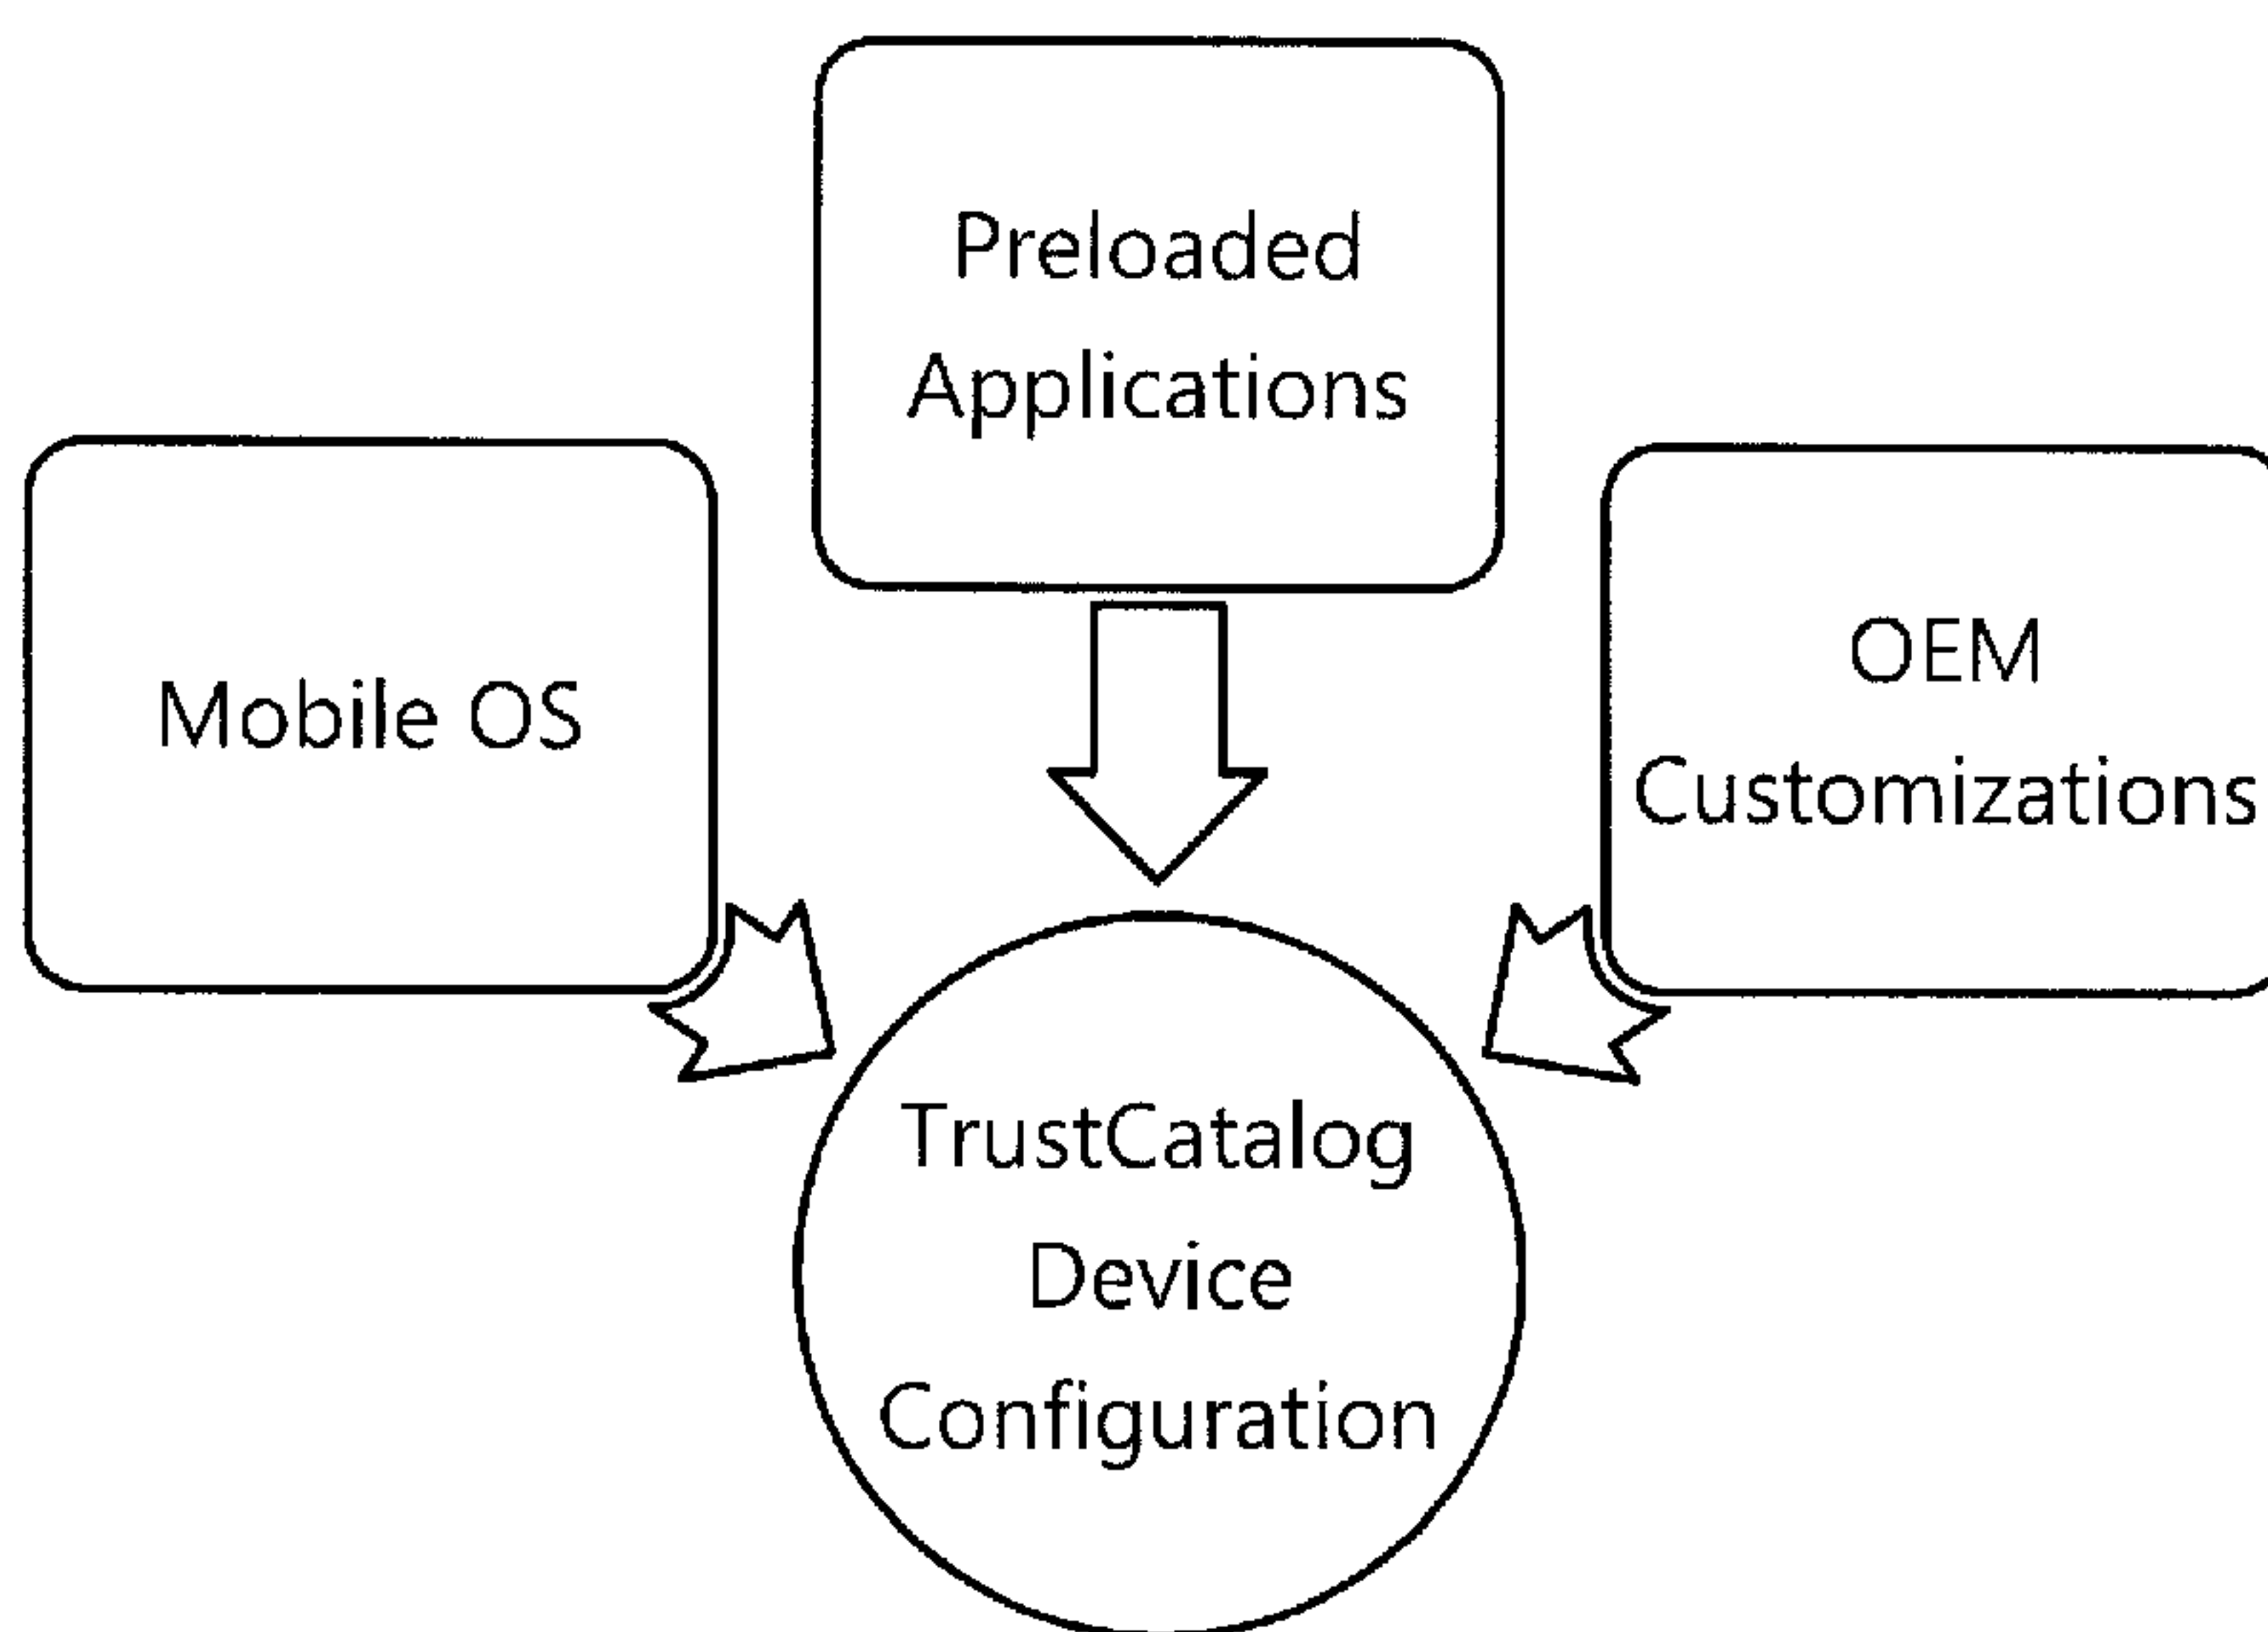 Preloaded
Applications
Mobile OS
OEM
Customizations
TrustCatalog
Device
Configuration